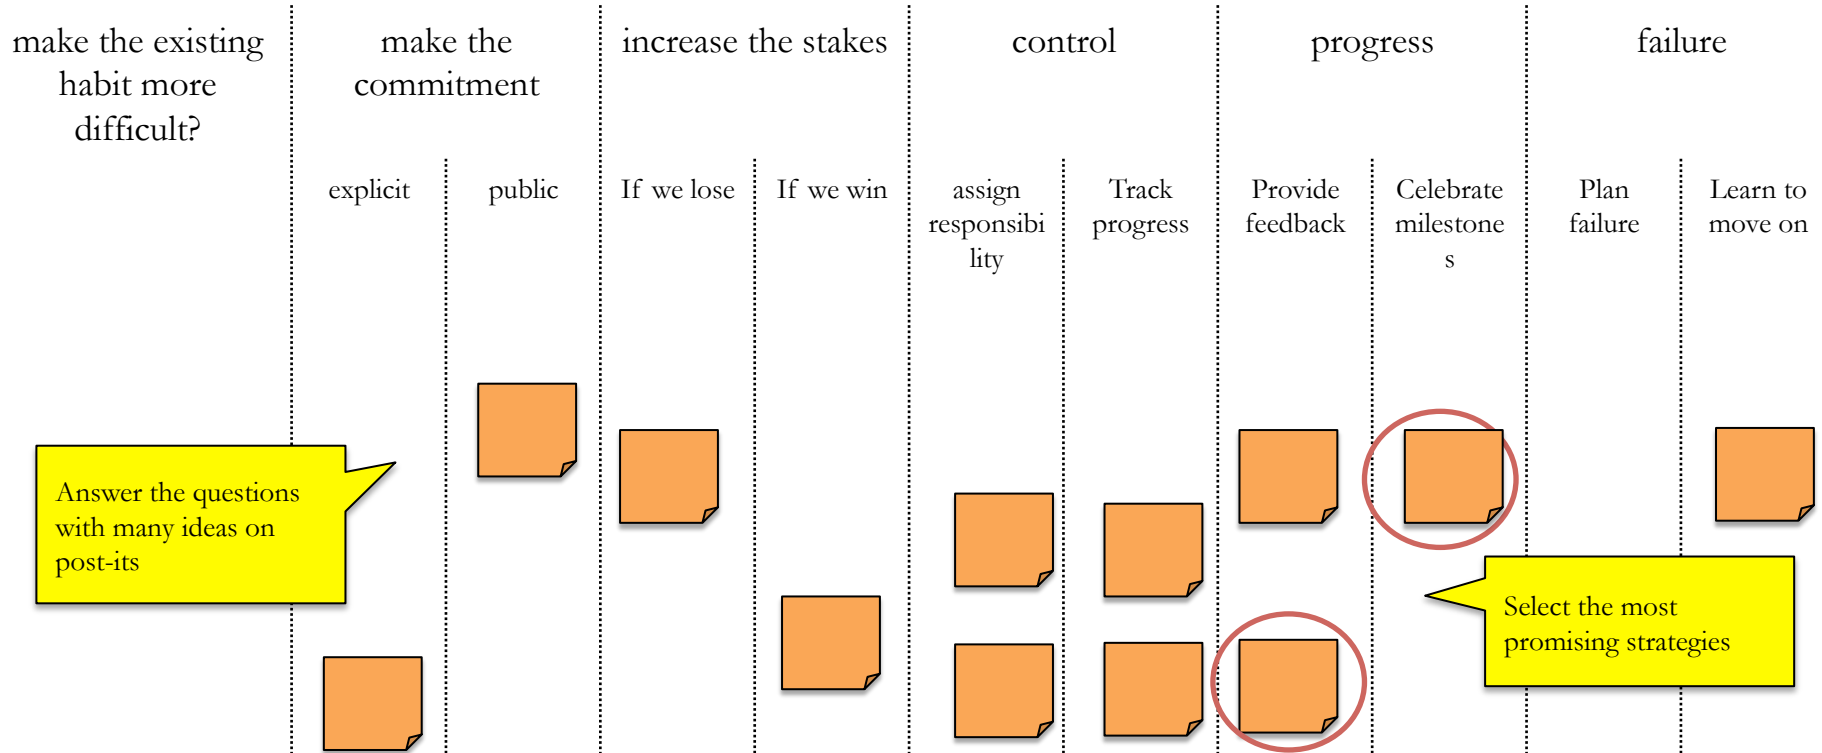 make the existing
habit more
difficult?
make the
commitment
increase the stakes
control
progress
failure
explicit
public
If we lose
If we win
assign
responsibi
lity
Track
progress
Provide
feedback
Celebrate
milestone
s
Plan
failure
Learn to
move on
Answer the questions
with many ideas on
post-its
Select the most
promising strategies